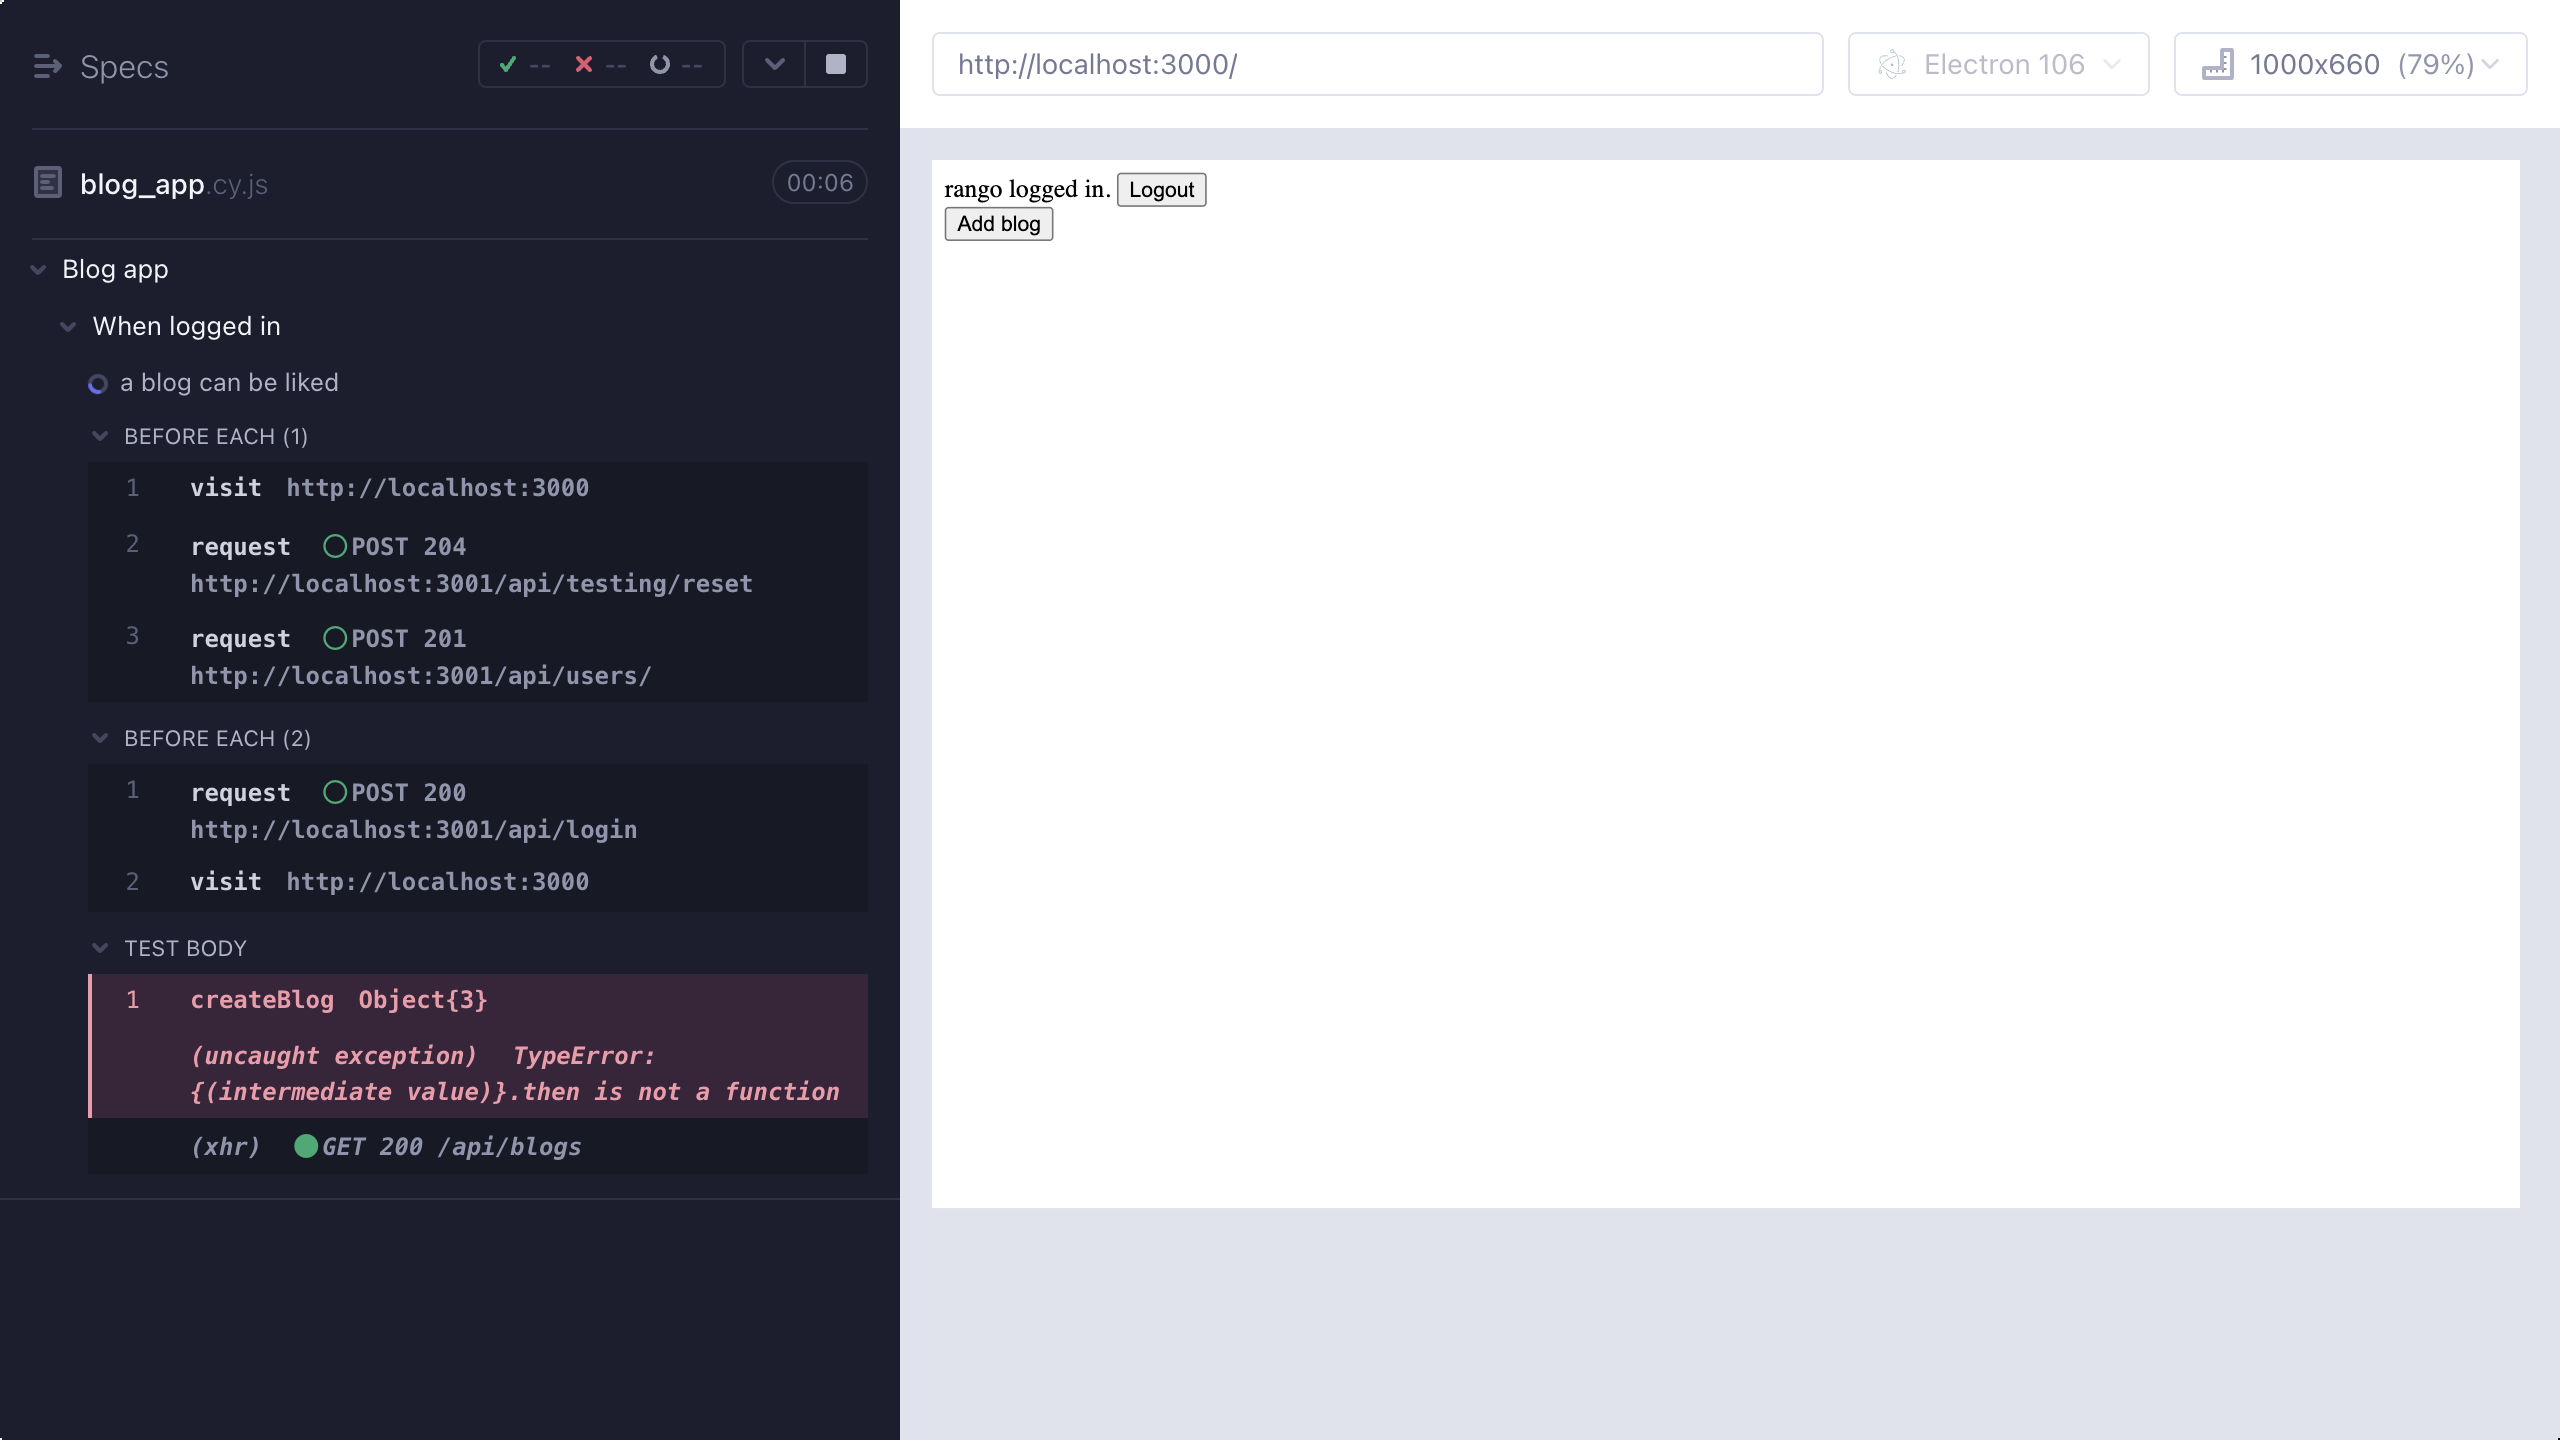 Specs
-- -- --
blog_app.cy.js 00:06
Blog app
When logged in
a blog can be liked
BEFORE EACH (1)
1 visit http://localhost:3000
2 request POST 204
http://localhost:3001/api/testing/reset
3 request POST 201
http://localhost:3001/api/users/
BEFORE EACH (2)
1 request POST 200
http://localhost:3001/api/login
2 visit http://localhost:3000
TEST BODY
1 createBlog Object{3}
(uncaught exception) TypeError:
{(intermediate value)}.then is not a function
(xhr) GET 200 /api/blogs
http://localhost:3000/
Electron 106
1000x660 (79%)
rango logged in. Logout
Add blog